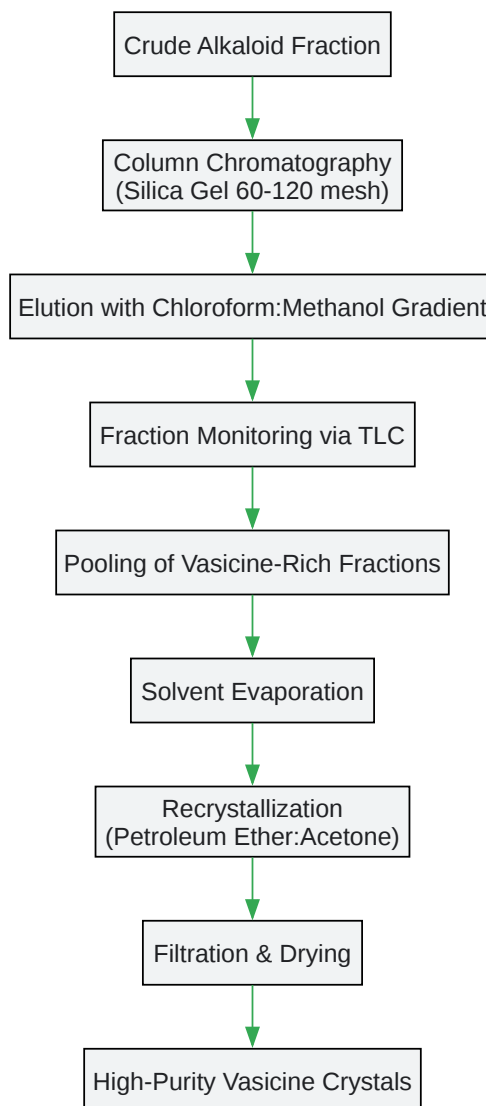 Crude Alkaloid Fraction
Column Chromatography
(Silica Gel 60-120 mesh)
Elution with Chloroform:Methanol Gradient
Fraction Monitoring via TLC
Pooling of Vasicine-Rich Fractions
Solvent Evaporation
Recrystallization
(Petroleum Ether:Acetone)
Filtration & Drying
High-Purity Vasicine Crystals